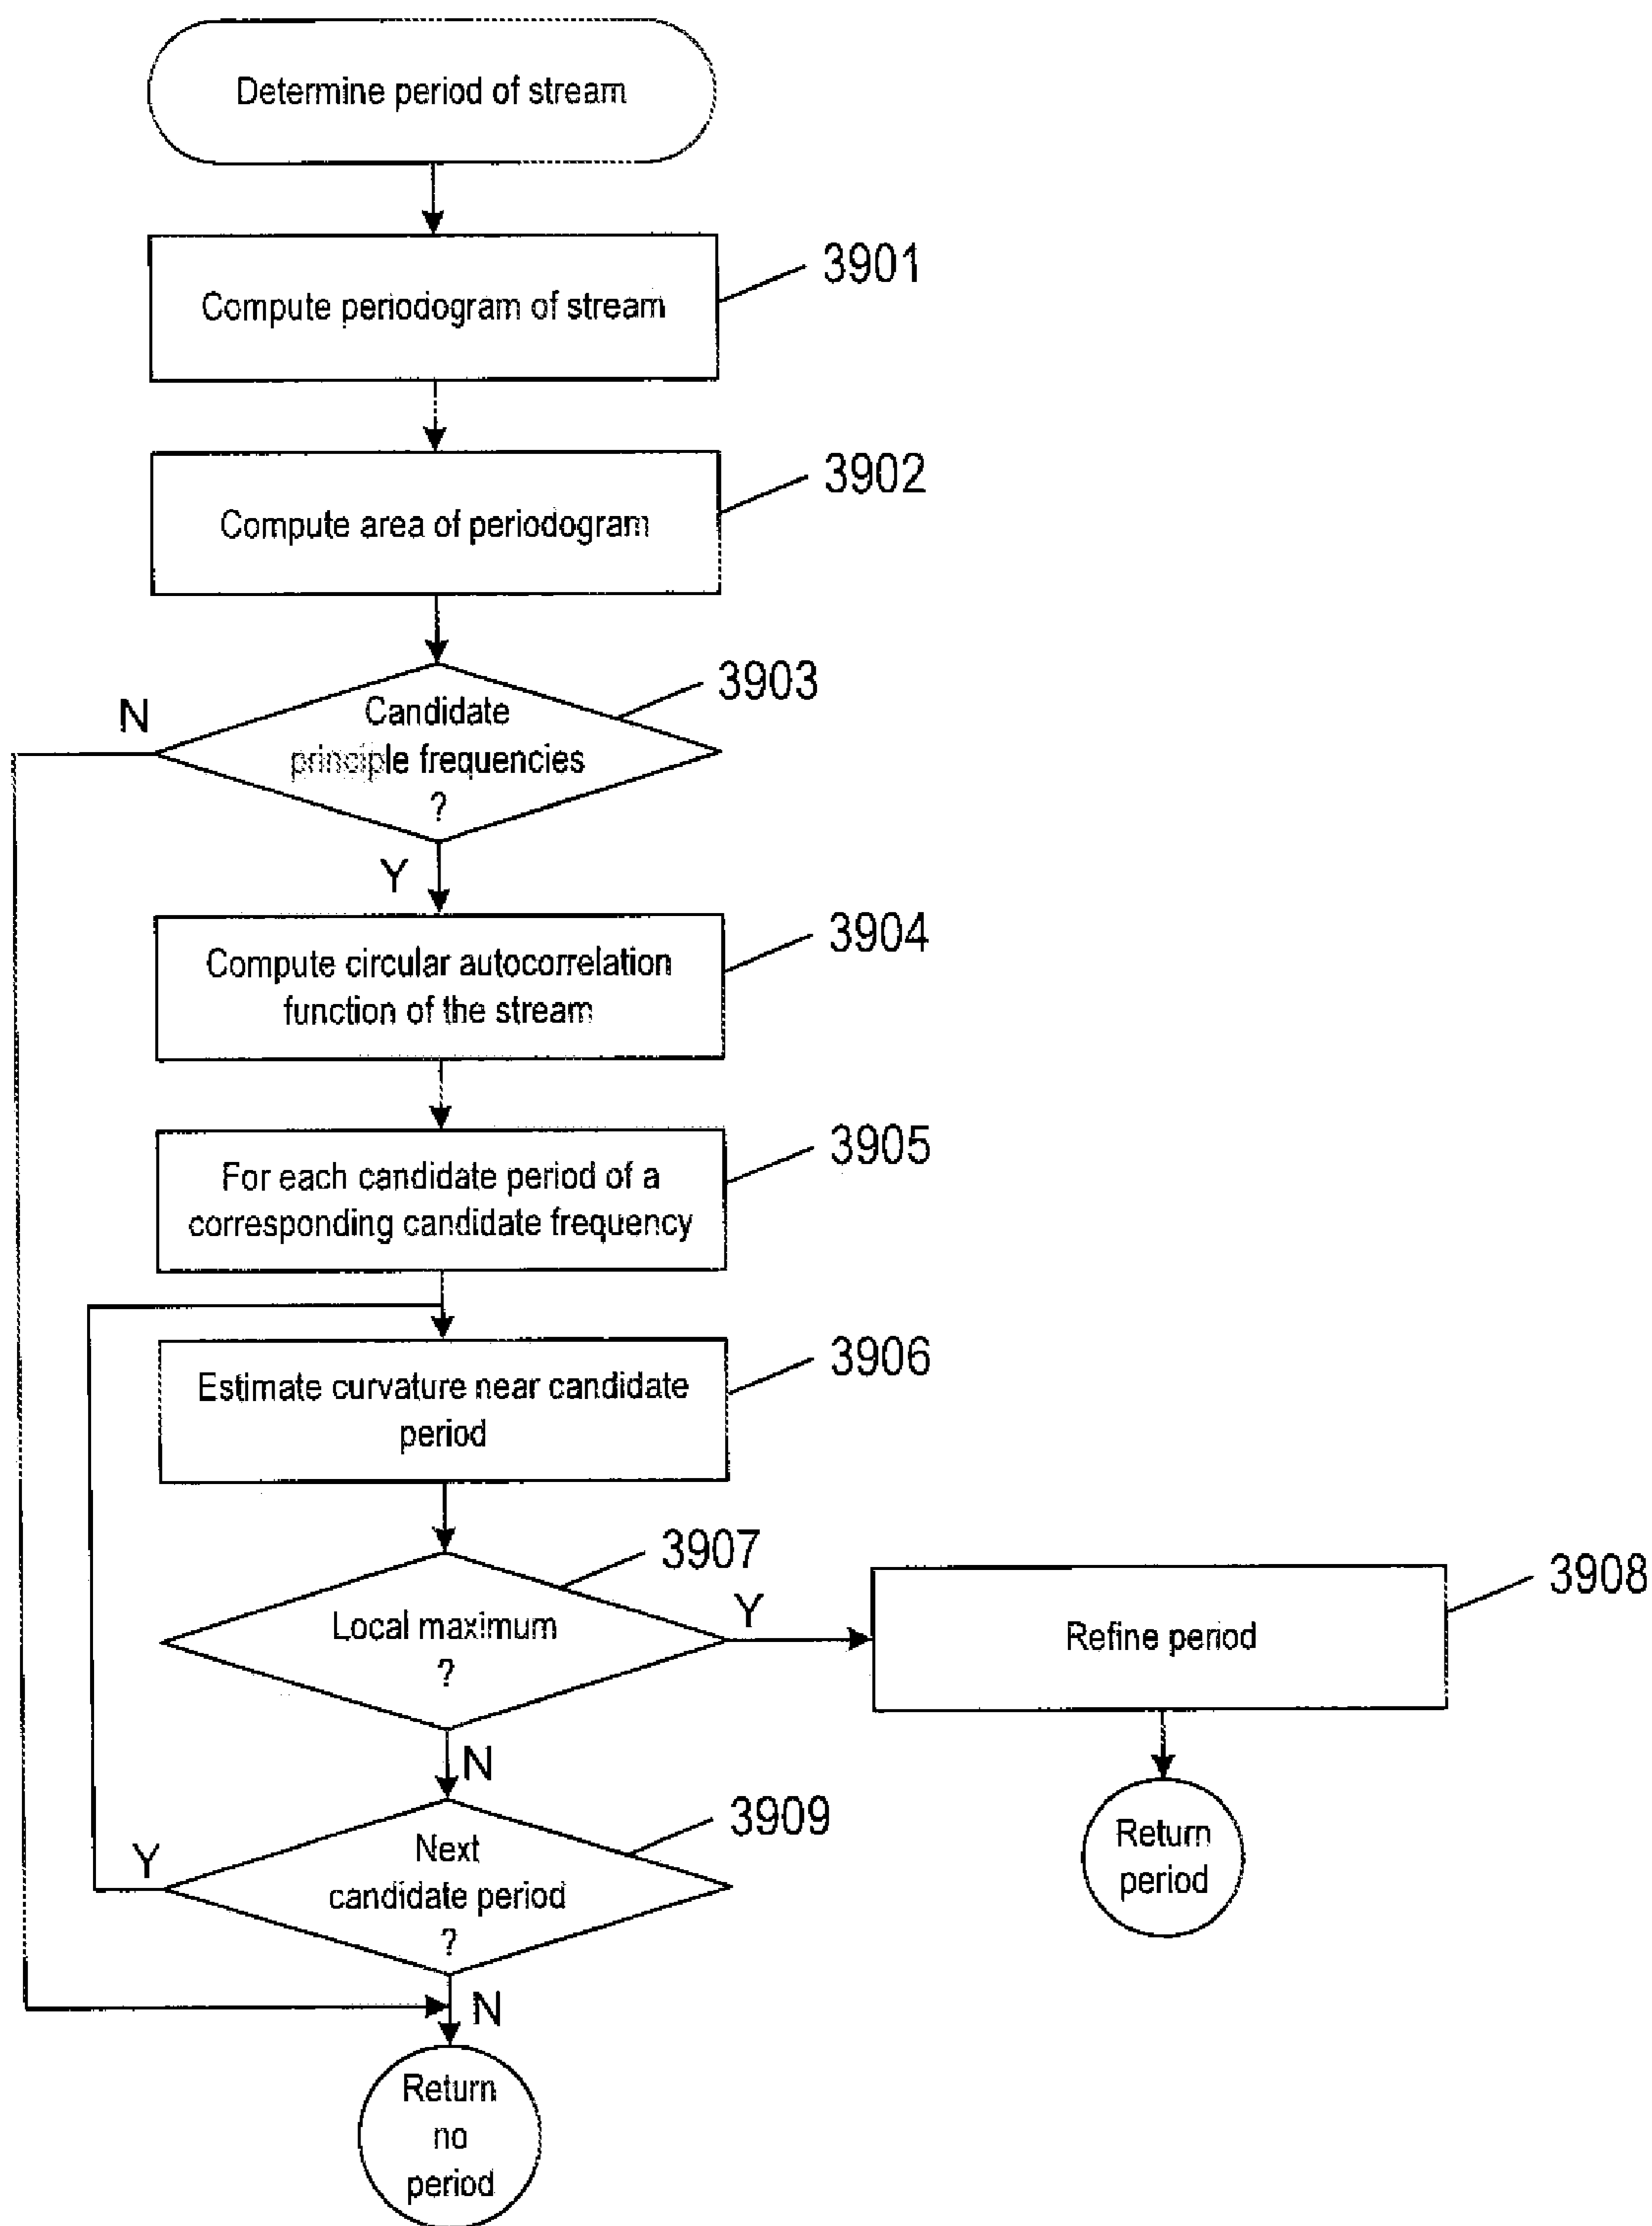 Determine period of stream
Compute periodogram of stream
3901
Compute area of periodogram
3902
3903
N
Candidate
principle frequencies
?
Y
Compute circular autocorrelation
function of the stream
3904
For each candidate period of a
corresponding candidate frequency
3905
Estimate curvature near candidate
period
3906
3907
Local maximum
?
Y
Refine period
3908
N
Return
period
3909
Y
Next
candidate period
?
N
Return
no
period